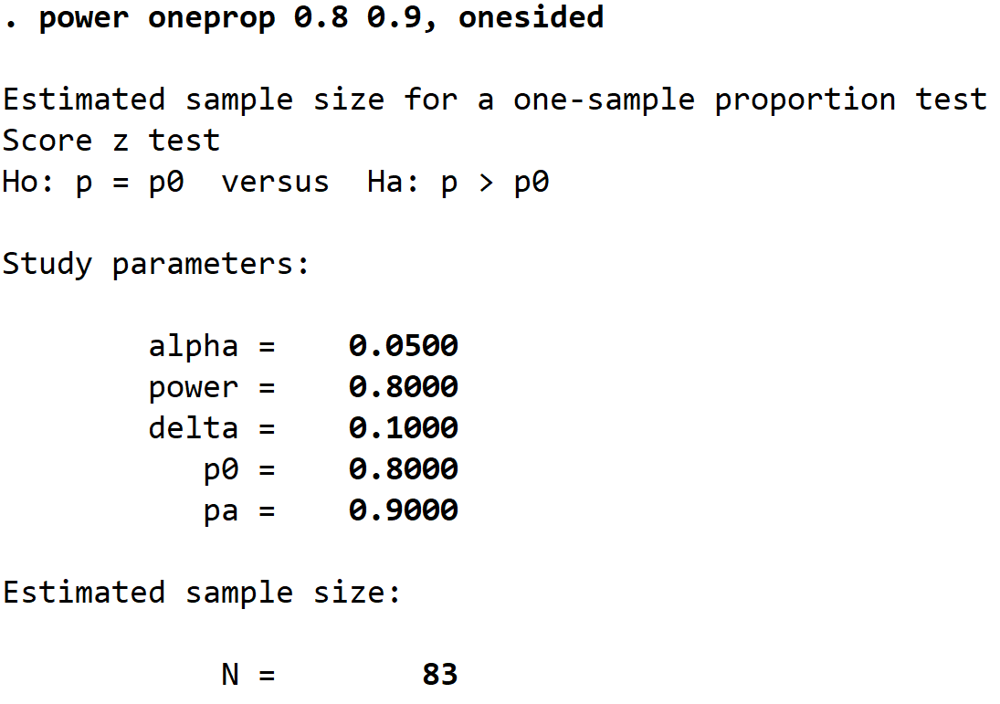 . power oneprop 0.8 0.9, onesided
Estimated sample size for a one-sample proportion test
Score z test
Ho: p = p0  versus  Ha: p > p0
Study parameters:
alpha = 0.0500
power = 0.8000
delta = 0.1000
p0 = 0.8000
pa = 0.9000
Estimated sample size:
N = 83